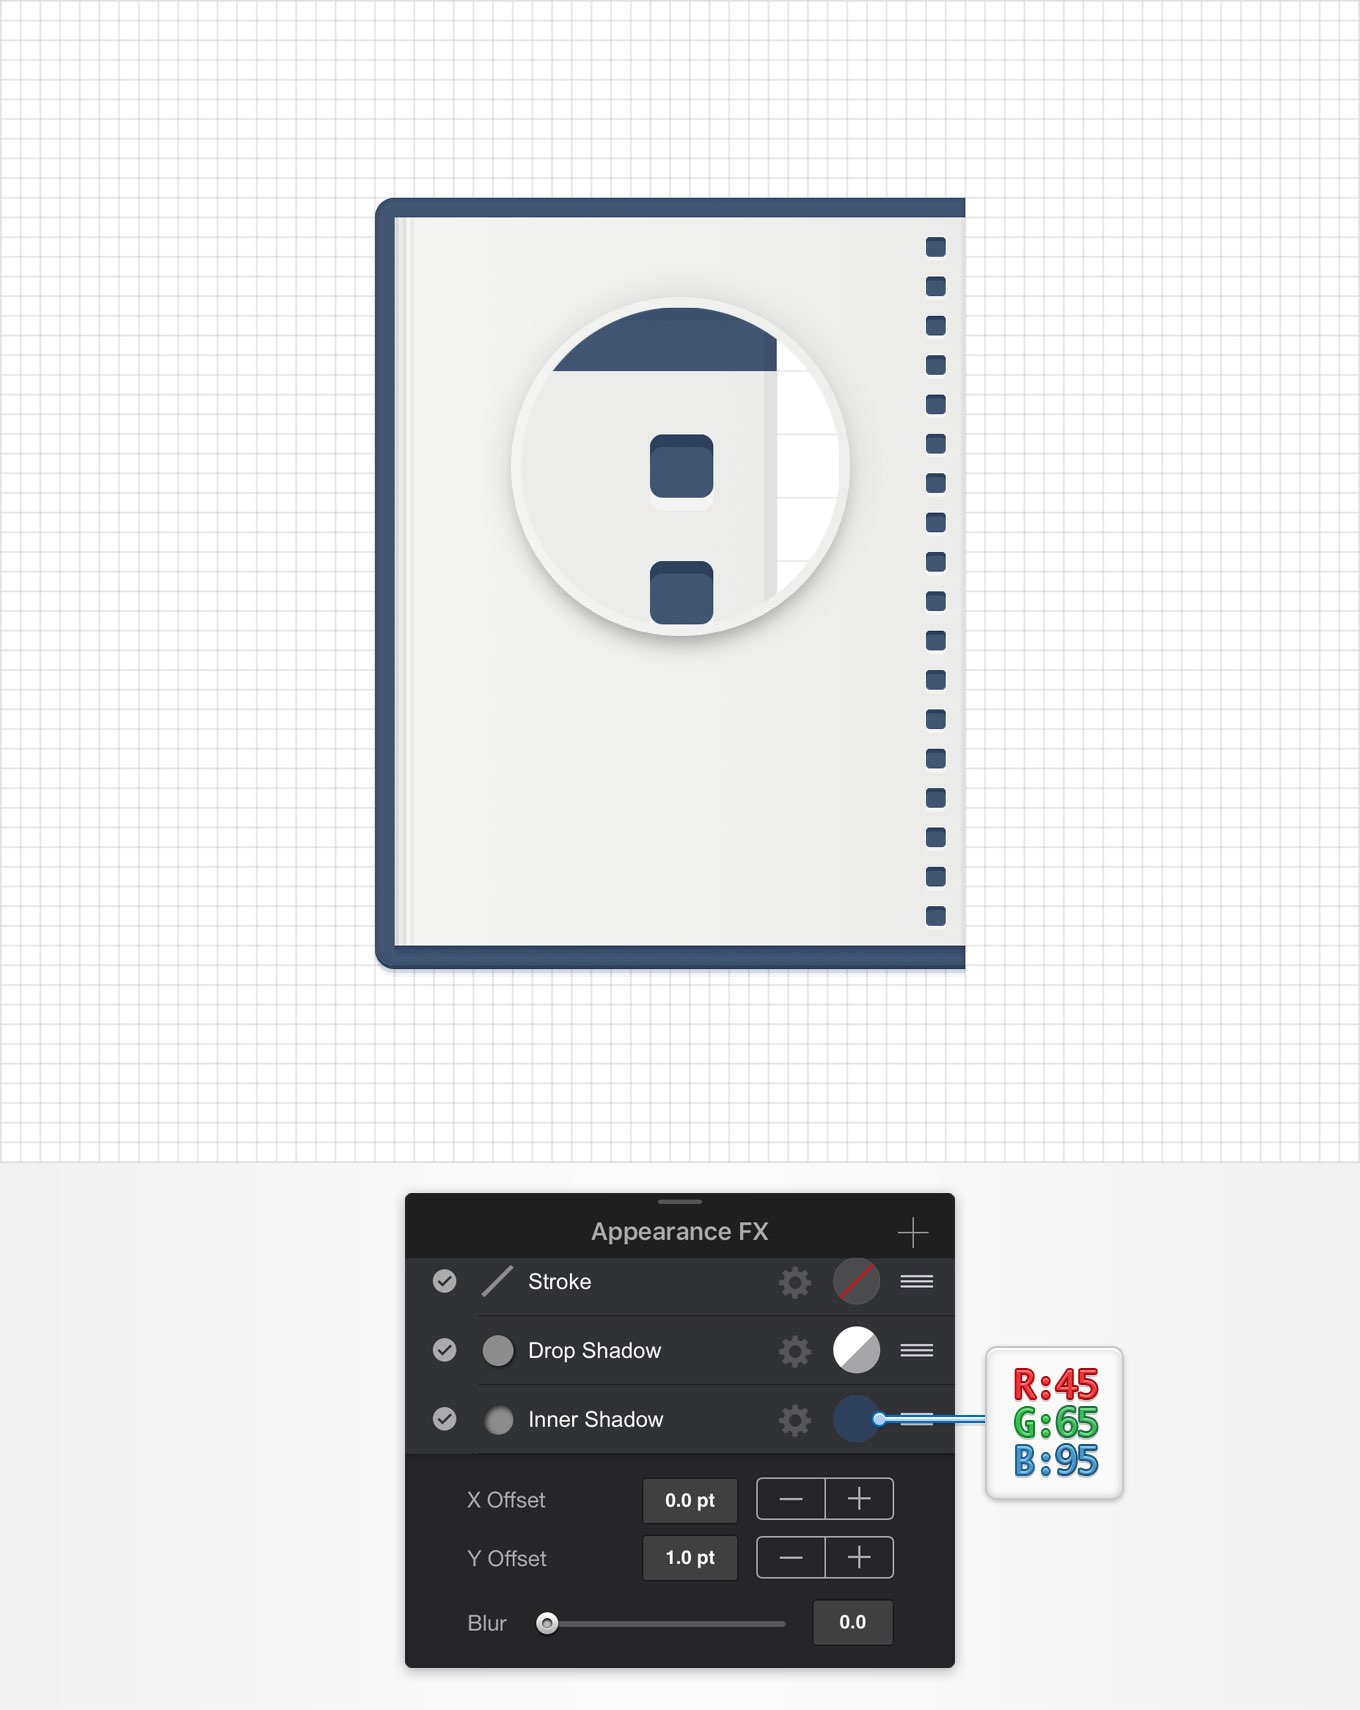 Appearance FX
Stroke
Drop Shadow
Inner Shadow
R:45
G:65
B:95
X Offset 0.0 pt
Y Offset 1.0 pt
Blur 0.0